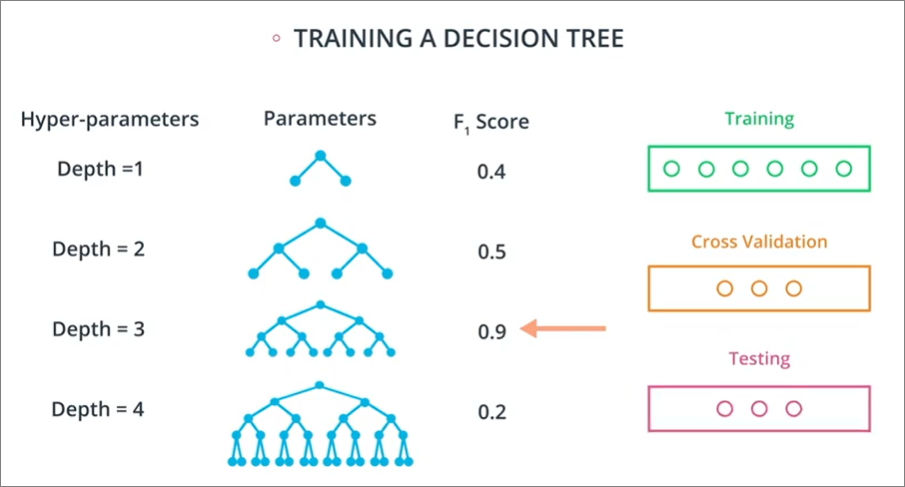 TRAINING A DECISION TREE
Hyper-parameters Parameters F1 Score
Depth =1 0.4
Depth = 2 0.5
Depth = 3 0.9
Depth = 4 0.2
Training
Cross Validation
Testing